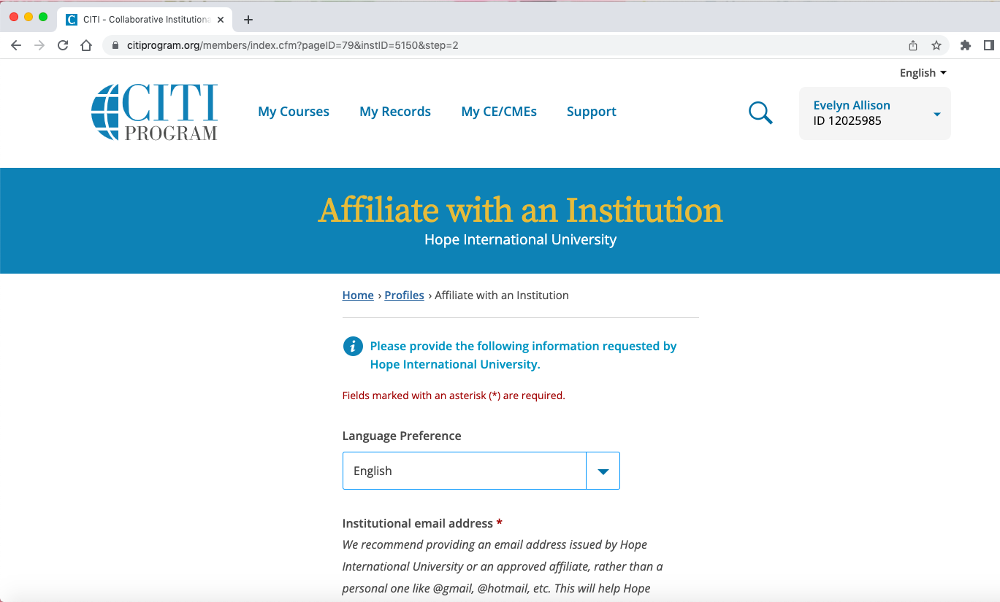 CITI - Collaborative Institutiona
citiprogram.org/members/index.cfm?pageID=79&instID=5150&step=2
English
CITI
PROGRAM
My Courses
My Records
My CE/CMEs
Support
Evelyn Allison
ID 12025985
Affiliate with an Institution
Hope International University
Home › Profiles › Affiliate with an Institution
Please provide the following information requested by
Hope International University.
Fields marked with an asterisk (*) are required.
Language Preference
English
Institutional email address *
We recommend providing an email address issued by Hope
International University or an approved affiliate, rather than a
personal one like @gmail, @hotmail, etc. This will help Hope